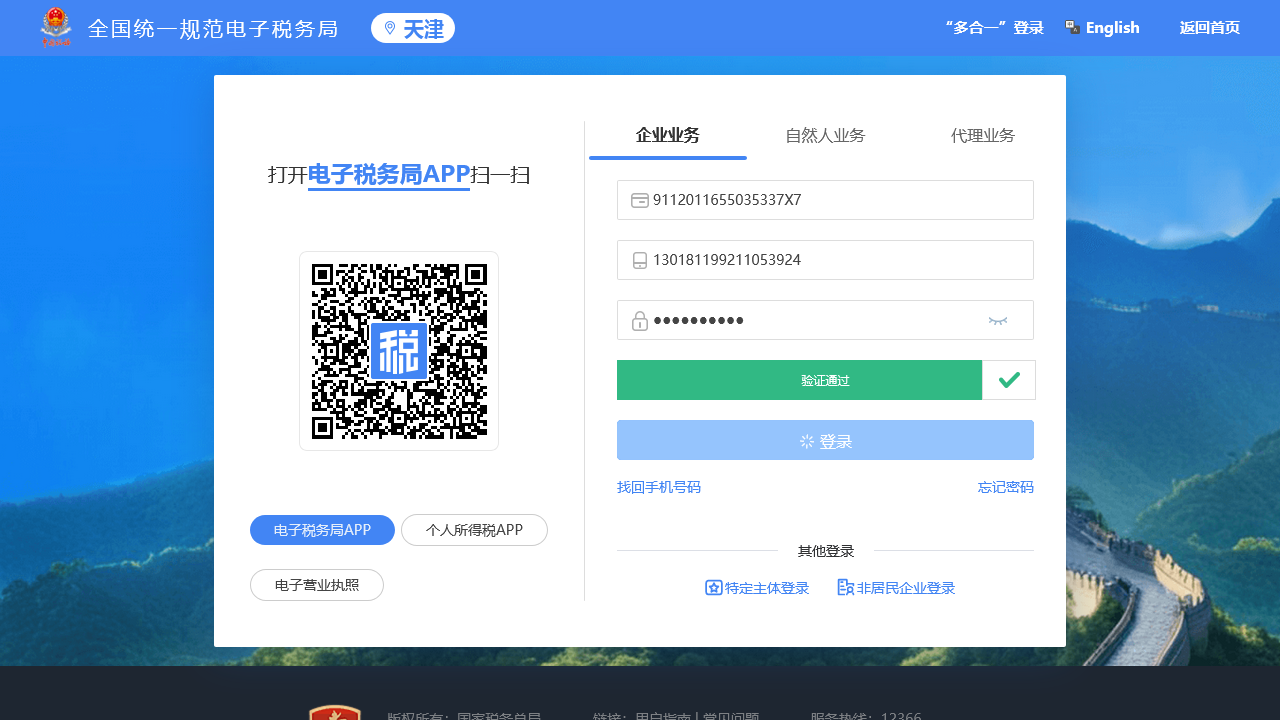 全国统一规范电子税务局
天津
“多合一”登录
English
返回首页
打开电子税务局APP扫一扫
税
电子税务局APP
个人所得税APP
电子营业执照
企业业务
自然人业务
代理业务
9112011655035337X7
130181199211053924
●●●●●●●●●●
验证通过
登录
找回手机号码
忘记密码
其他登录
特定主体登录
非居民企业登录
版权所有：国家税务总局
链接：用户指南 | 常见问题
服务热线：12366